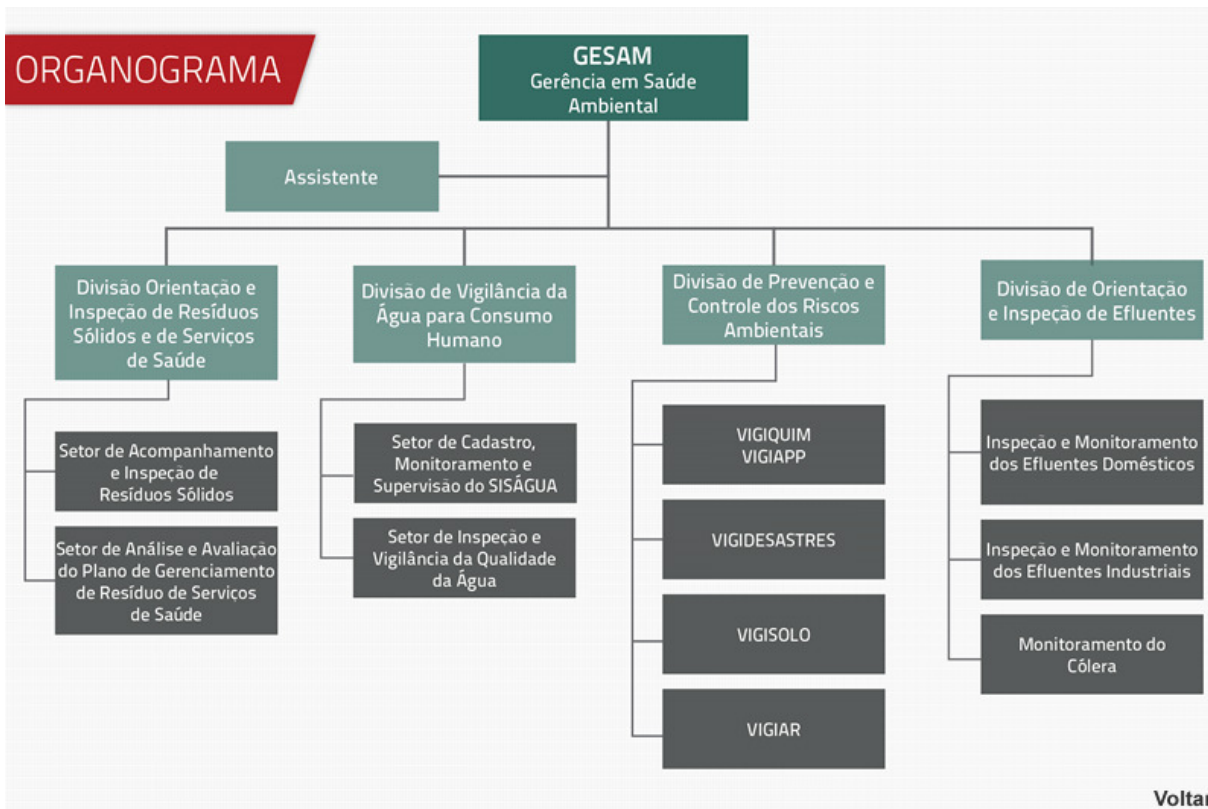 ORGANOGRAMA
GESAM
Gerência em Saúde
Ambiental
Assistente
Divisão Orientação e
Inspeção de Resíduos
Sólidos e de Serviços
de Saúde
Setor de Acompanhamento
e Inspeção de
Resíduos Sólidos
Setor de Análise e Avaliação
do Plano de Gerenciamento
de Resíduo de Serviços
de Saúde
Divisão de Vigilância da
Água para Consumo
Humano
Setor de Cadastro,
Monitoramento e
Supervisão do SISÁGUA
Setor de Inspeção e
Vigilância da Qualidade
da Água
Divisão de Prevenção e
Controle dos Riscos
Ambientais
VIGIQUIM
VIGIAPP
VIGIDESASTRES
VIGISOLO
VIGIAR
Divisão de Orientação
e Inspeção de Efluentes
Inspeção e Monitoramento
dos Efluentes Domésticos
Inspeção e Monitoramento
dos Efluentes Industriais
Monitoramento do
Cólera
Voltar